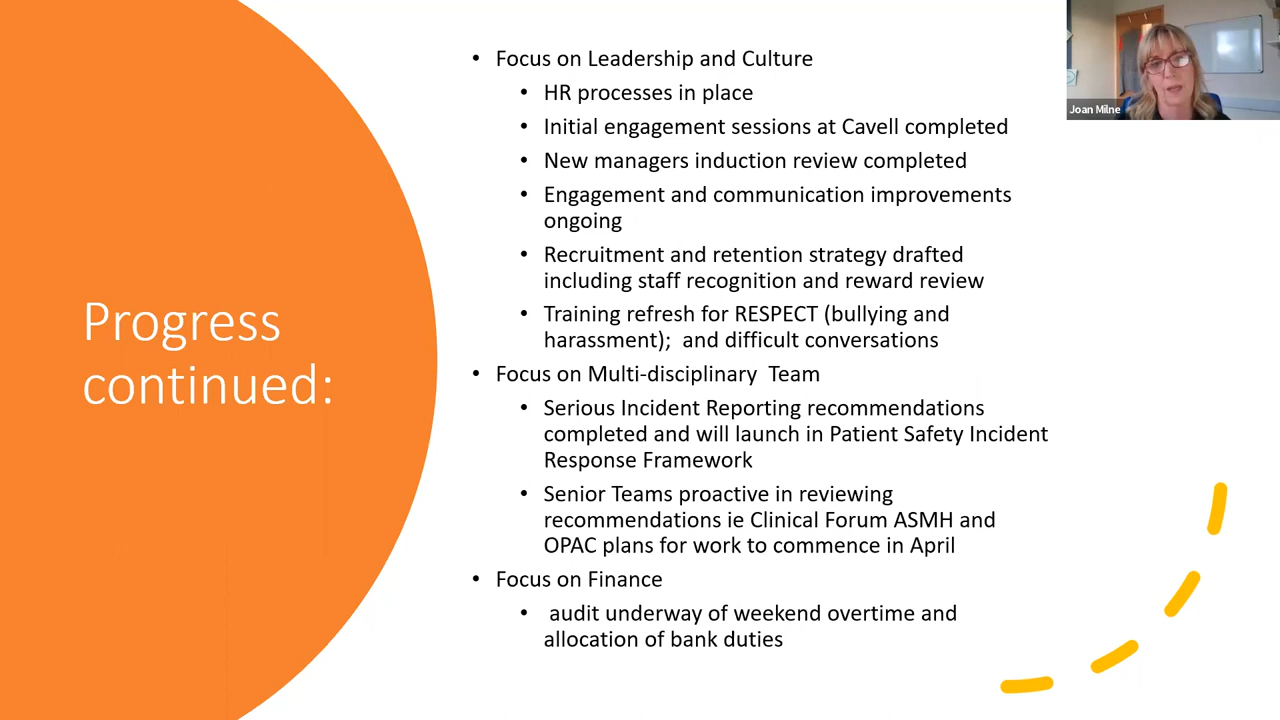 Progress
continued:
• Focus on Leadership and Culture
• HR processes in place
• Initial engagement sessions at Cavell completed
• New managers induction review completed
• Engagement and communication improvements
ongoing
• Recruitment and retention strategy drafted
including staff recognition and reward review
• Training refresh for RESPECT (bullying and
harassment);  and difficult conversations
• Focus on Multi-disciplinary  Team
• Serious Incident Reporting recommendations
completed and will launch in Patient Safety Incident
Response Framework
• Senior Teams proactive in reviewing
recommendations ie Clinical Forum ASMH and
OPAC plans for work to commence in April
• Focus on Finance
• audit underway of weekend overtime and
allocation of bank duties
Joan Milne